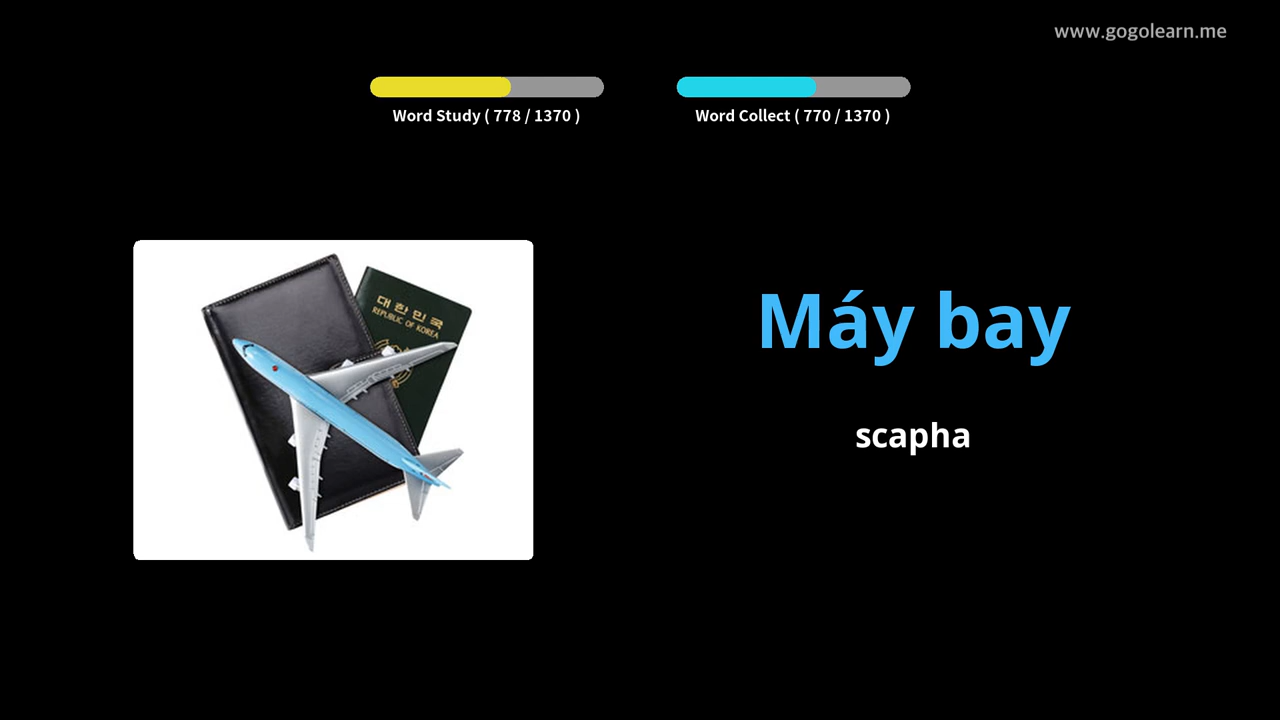 www.gogolearn.me
Word Study ( 778 / 1370 )
Word Collect ( 770 / 1370 )
대한민국
REPUBLIC OF KOREA
Máy bay
scapha